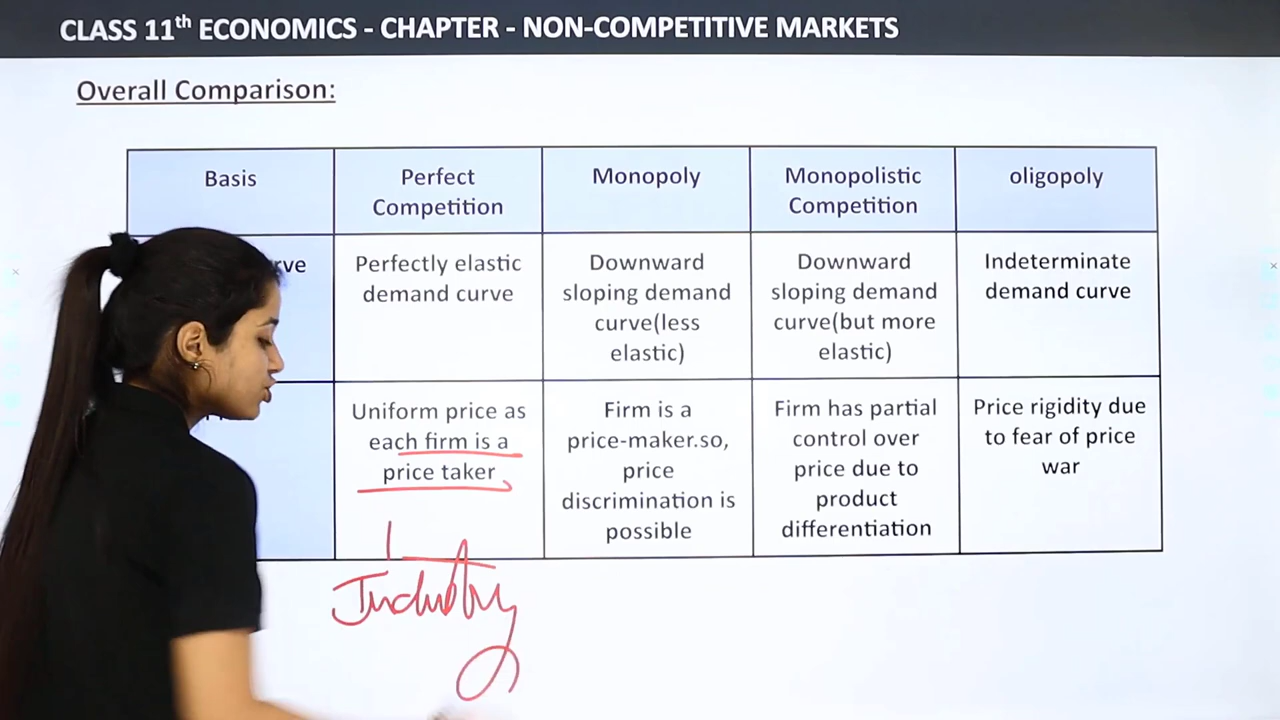 CLASS 11th ECONOMICS - CHAPTER - NON-COMPETITIVE MARKETS
Overall Comparison:
Basis
Perfect
Competition
Monopoly
Monopolistic
Competition
oligopoly
rve
Perfectly elastic
demand curve
Downward
sloping demand
curve(less
elastic)
Downward
sloping demand
curve(but more
elastic)
Indeterminate
demand curve
Uniform price as
each firm is a
price taker
Firm is a
price-maker.so,
price
discrimination is
possible
Firm has partial
control over
price due to
product
differentiation
Price rigidity due
to fear of price
war
Industry